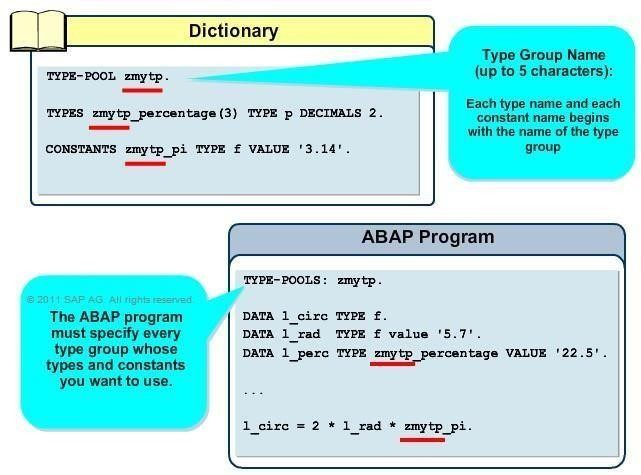 Dictionary
TYPE-POOL zmytp.
TYPES zmytp_percentage(3) TYPE p DECIMALS 2.
CONSTANTS zmytp_pi TYPE f VALUE '3.14'.
Type Group Name
(up to 5 characters):
Each type name and each
constant name begins
with the name of the type
group
ABAP Program
TYPE-POOLS: zmytp.
DATA l_circ TYPE f.
DATA l_rad  TYPE f value '5.7'.
DATA l_perc TYPE zmytp_percentage VALUE '22.5'.
...
l_circ = 2 * l_rad * zmytp_pi.
© 2011 SAP AG. All rights reserved.
The ABAP program
must specify every
type group whose
types and constants
you want to use.